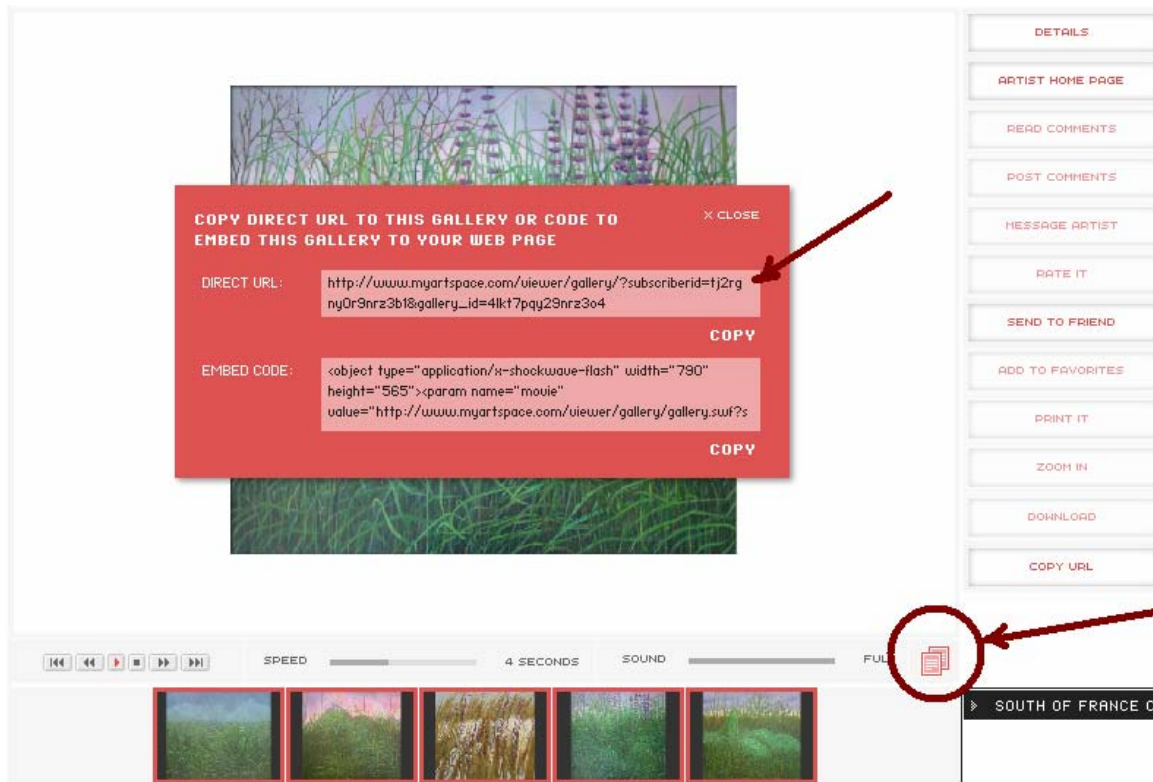 COPY DIRECT URL TO THIS GALLERY OR CODE TO
EMBED THIS GALLERY TO YOUR WEB PAGE
X CLOSE
DIRECT URL:
http://www.myartspace.com/viewer/gallery/?subscriberid=tj2rg
ny0r9nrz3b1&gallery_id=4lkt7pqy29nrz3o4
COPY
EMBED CODE:
<object type="application/x-shockwave-flash" width="790"
height="565"><param name="movie"
value="http://www.myartspace.com/viewer/gallery/gallery.swf?s
COPY
DETAILS
ARTIST HOME PAGE
READ COMMENTS
POST COMMENTS
MESSAGE ARTIST
RATE IT
SEND TO FRIEND
ADD TO FAVORITES
PRINT IT
ZOOM IN
DOWNLOAD
COPY URL
SPEED 4 SECONDS SOUND FUL
SOUTH OF FRANCE C